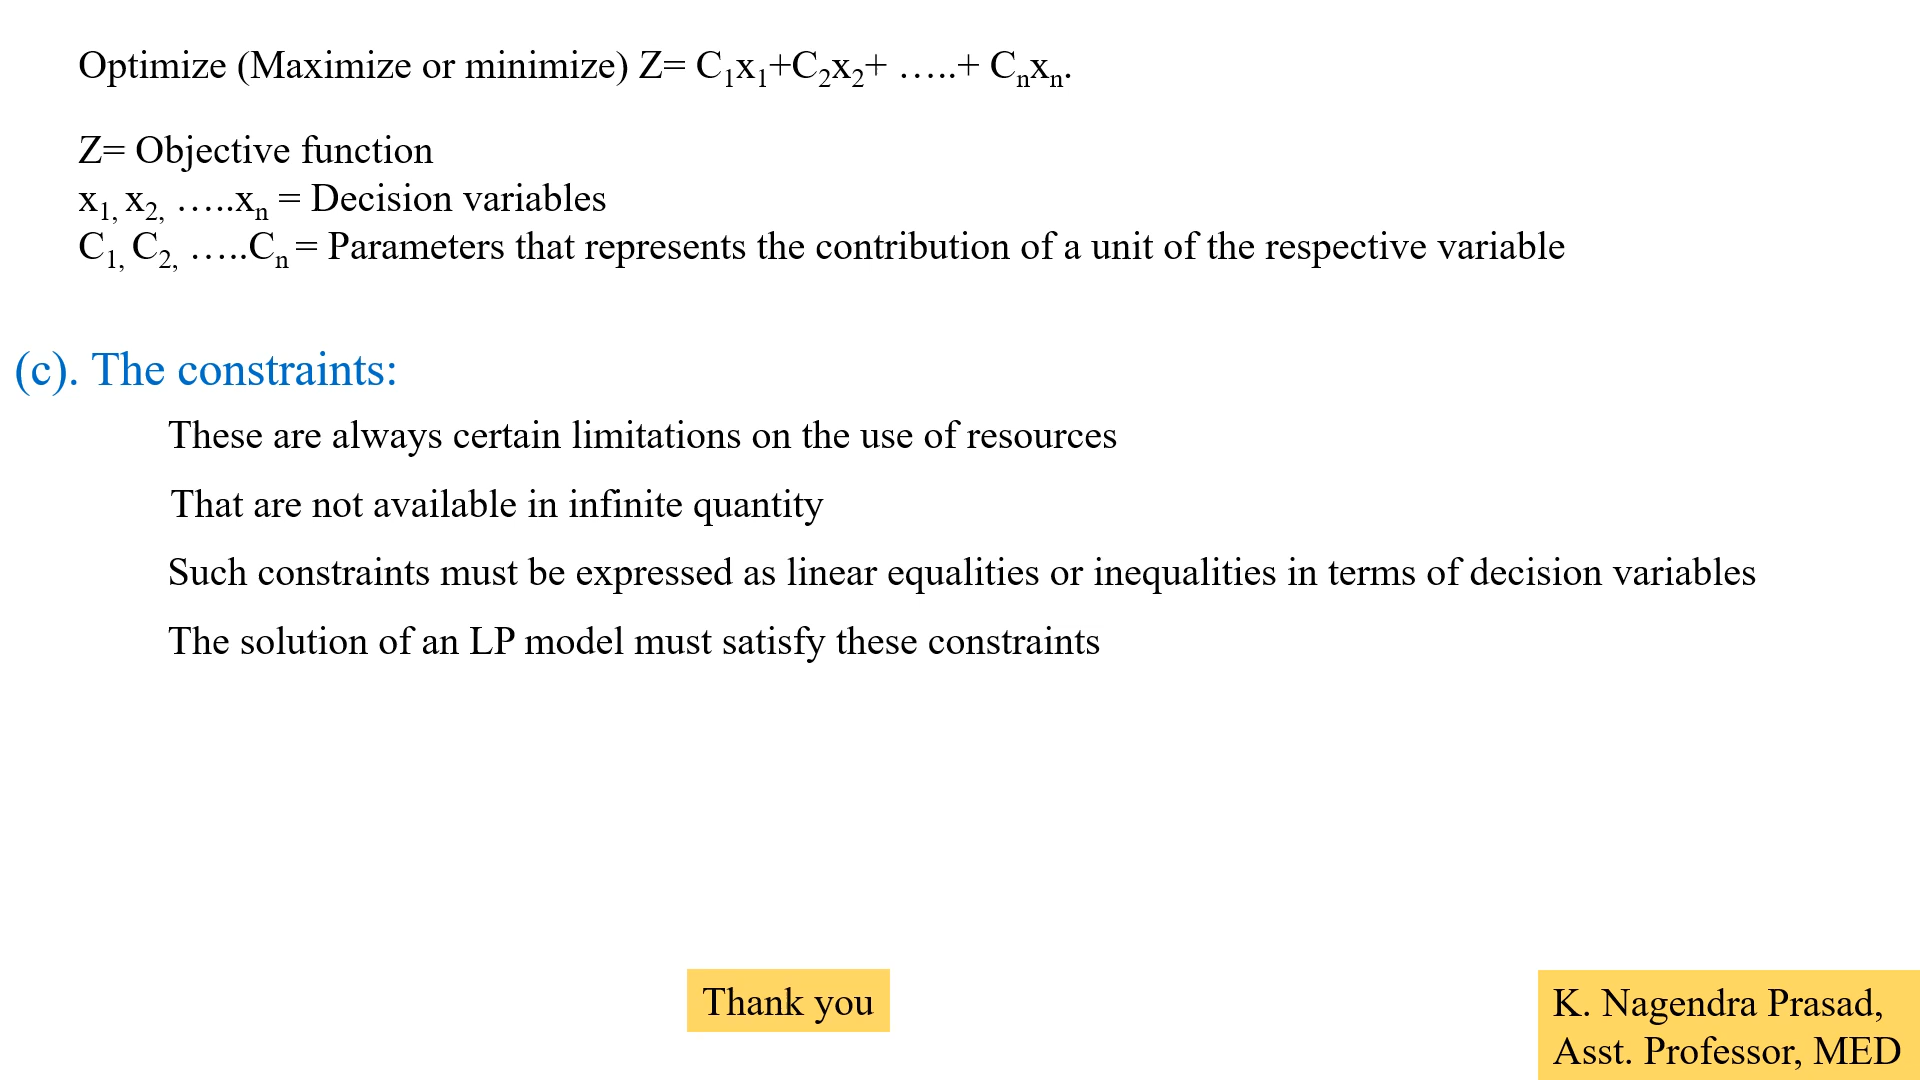 Optimize (Maximize or minimize) Z= C₁x₁+C₂x₂+ …..+ Cₙxₙ.
Z= Objective function
x₁, x₂, …..xₙ = Decision variables
C₁, C₂, …..Cₙ = Parameters that represents the contribution of a unit of the respective variable
(c). The constraints:
These are always certain limitations on the use of resources
That are not available in infinite quantity
Such constraints must be expressed as linear equalities or inequalities in terms of decision variables
The solution of an LP model must satisfy these constraints
Thank you
K. Nagendra Prasad,
Asst. Professor, MED